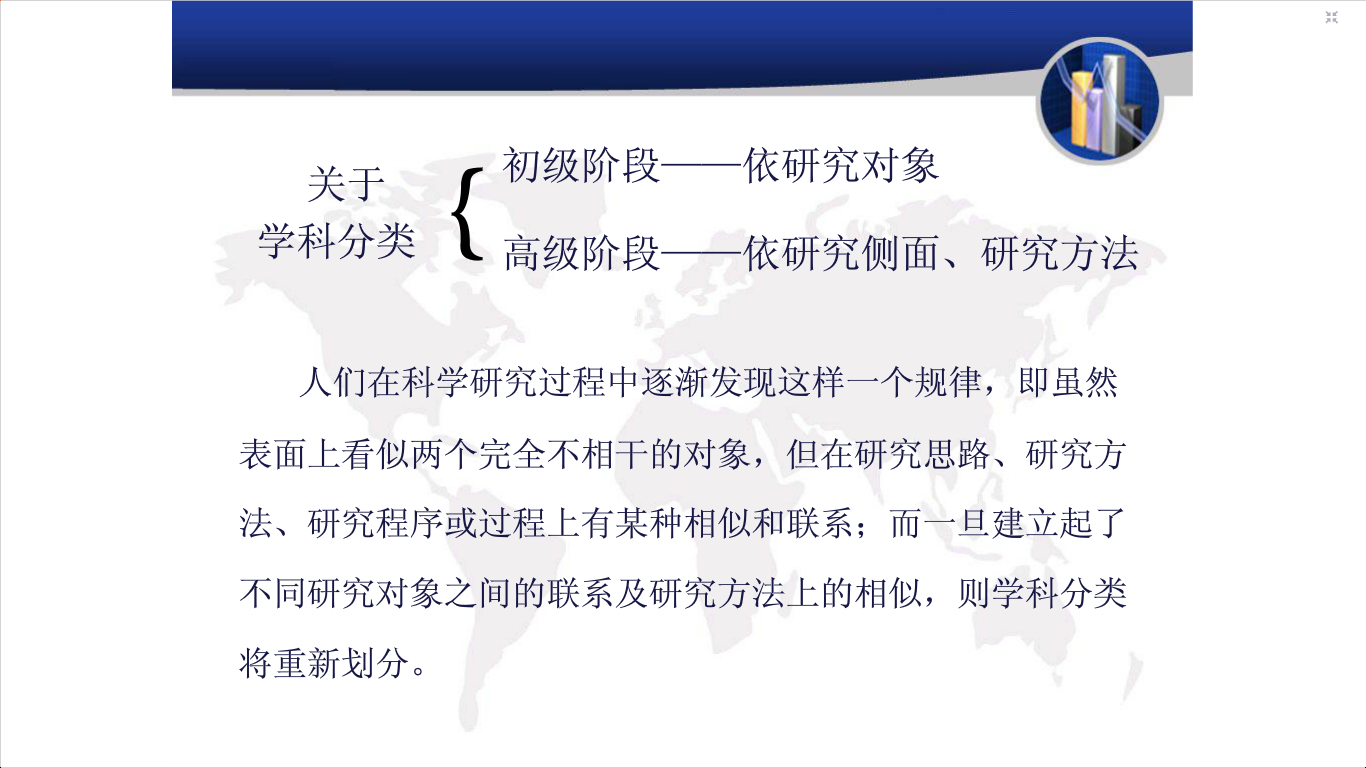 关于
学科分类
{
初级阶段——依研究对象
高级阶段——依研究侧面、研究方法
人们在科学研究过程中逐渐发现这样一个规律，即虽然
表面上看似两个完全不相干的对象，但在研究思路、研究方
法、研究程序或过程上有某种相似和联系；而一旦建立起了
不同研究对象之间的联系及研究方法上的相似，则学科分类
将重新划分。